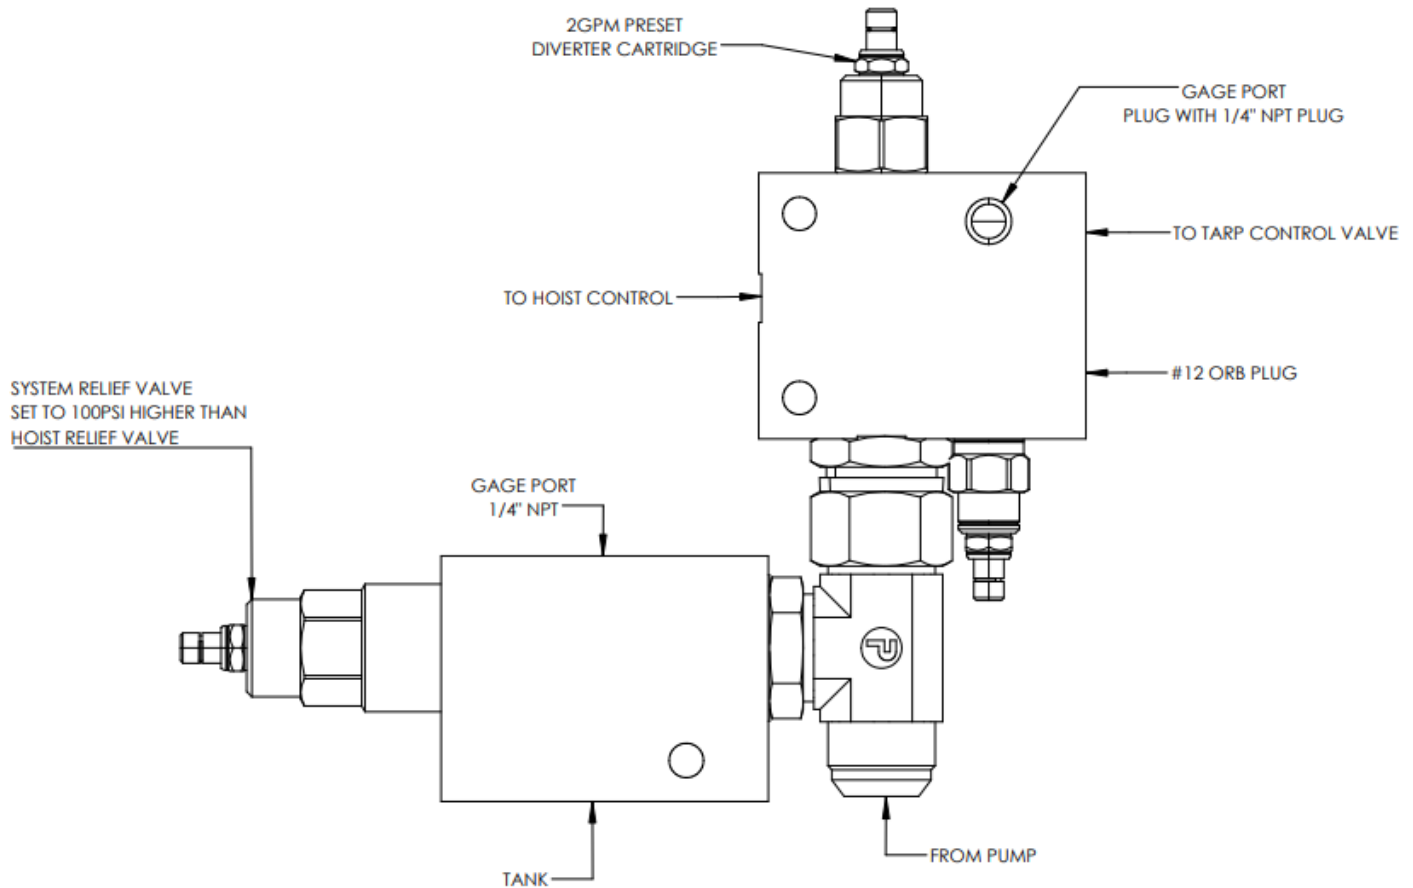 2GPM PRESET
DIVERTER CARTRIDGE
GAGE PORT
PLUG WITH 1/4" NPT PLUG
TO TARP CONTROL VALVE
TO HOIST CONTROL
#12 ORB PLUG
SYSTEM RELIEF VALVE
SET TO 100PSI HIGHER THAN
HOIST RELIEF VALVE
GAGE PORT
1/4" NPT
FROM PUMP
TANK